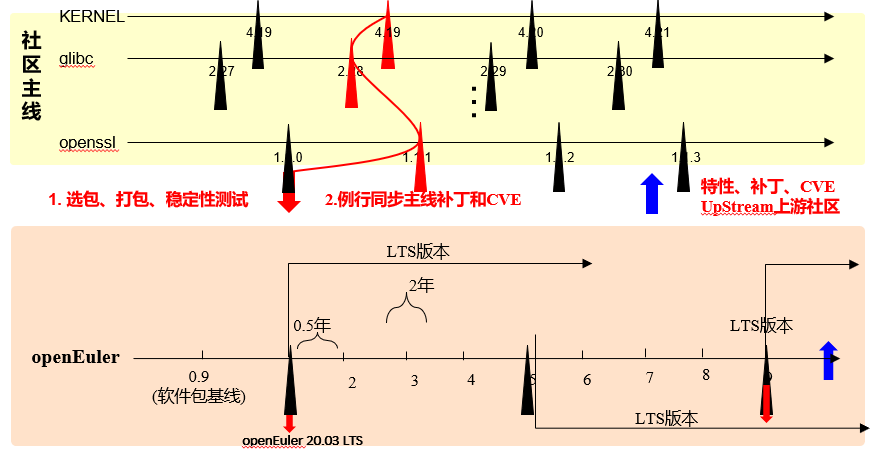 社区主线
KERNEL
4.19
4.19
4.20
4.21
glibc
2.27
2.28
2.29
2.30
openssl
1.1.0
1.1.1
1.1.2
1.1.3
1. 选包、打包、稳定性测试
2.例行同步主线补丁和CVE
特性、补丁、CVE
UpStream上游社区
LTS版本
2年
0.5年
LTS版本
openEuler
0.9
(软件包基线)
2
3
4
5
6
7
8
9
LTS版本
openEuler 20.03 LTS